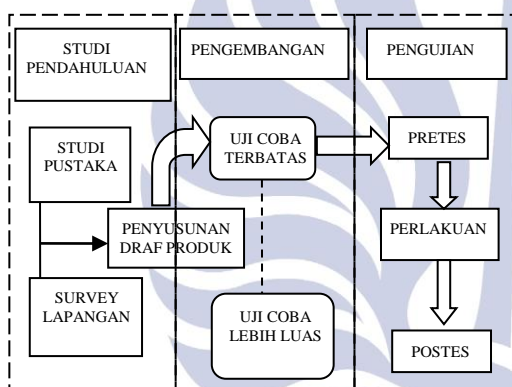 STUDI
PENDAHULUAN
PENGEMBANGAN
PENGUJIAN
STUDI
PUSTAKA
PENYUSUNAN
DRAF PRODUK
SURVEY
LAPANGAN
UJI COBA
TERBATAS
UJI COBA
LEBIH LUAS
PRETES
PERLAKUAN
POSTES